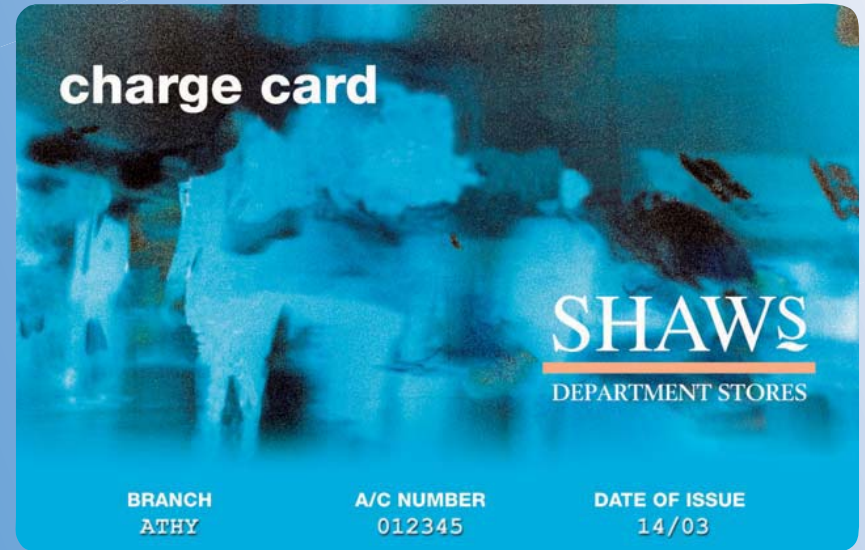 charge card
SHAWS
DEPARTMENT STORES
BRANCH A/C NUMBER DATE OF ISSUE
ATHY 012345 14/03